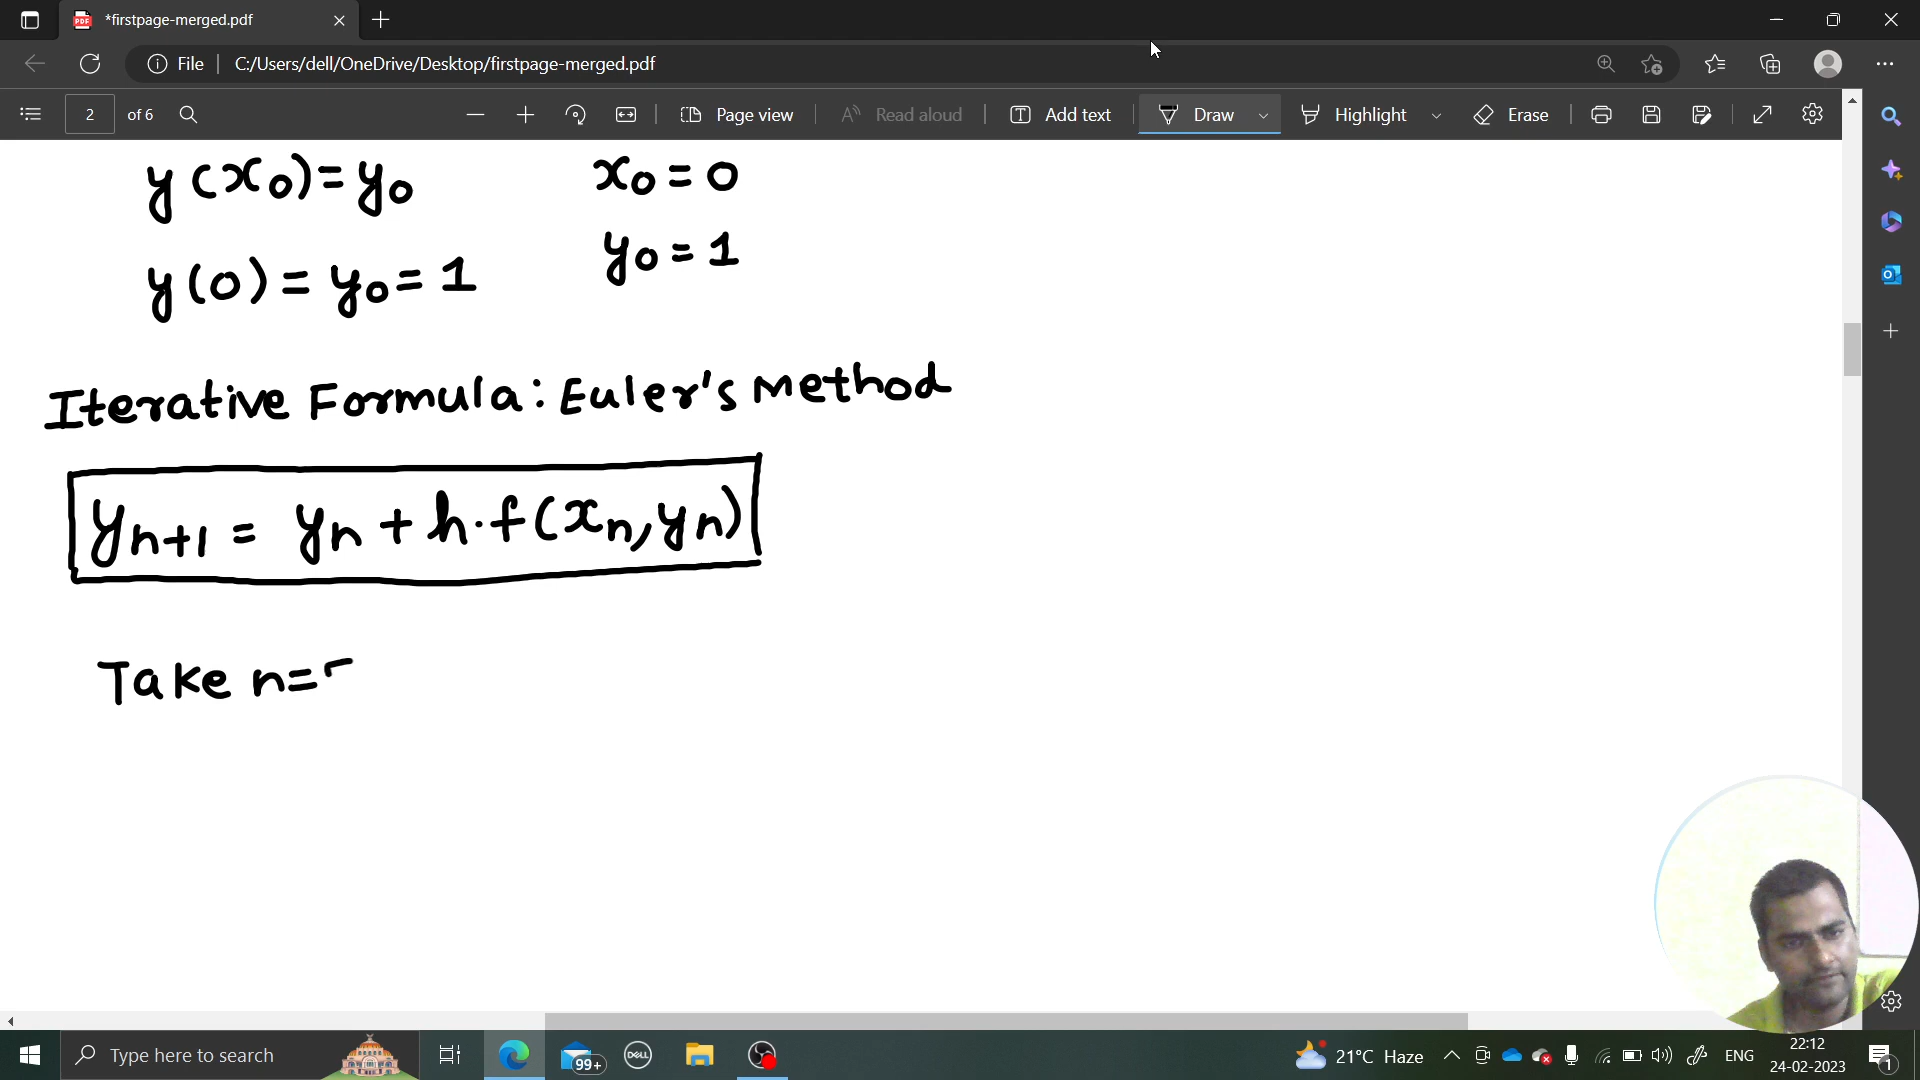 *firstpage-merged.pdf
File C:/Users/dell/OneDrive/Desktop/firstpage-merged.pdf
2 of 6 Page view Read aloud Add text Draw Highlight Erase
y(x₀)=y₀ x₀=0
y(0)=y₀=1 y₀=1
Iterative Formula: Euler's Method
yₙ₊₁ = yₙ + h·f(xₙ,yₙ)
Take n=
Type here to search 99+ DELL 21°C Haze ENG 22:12
24-02-2023 1